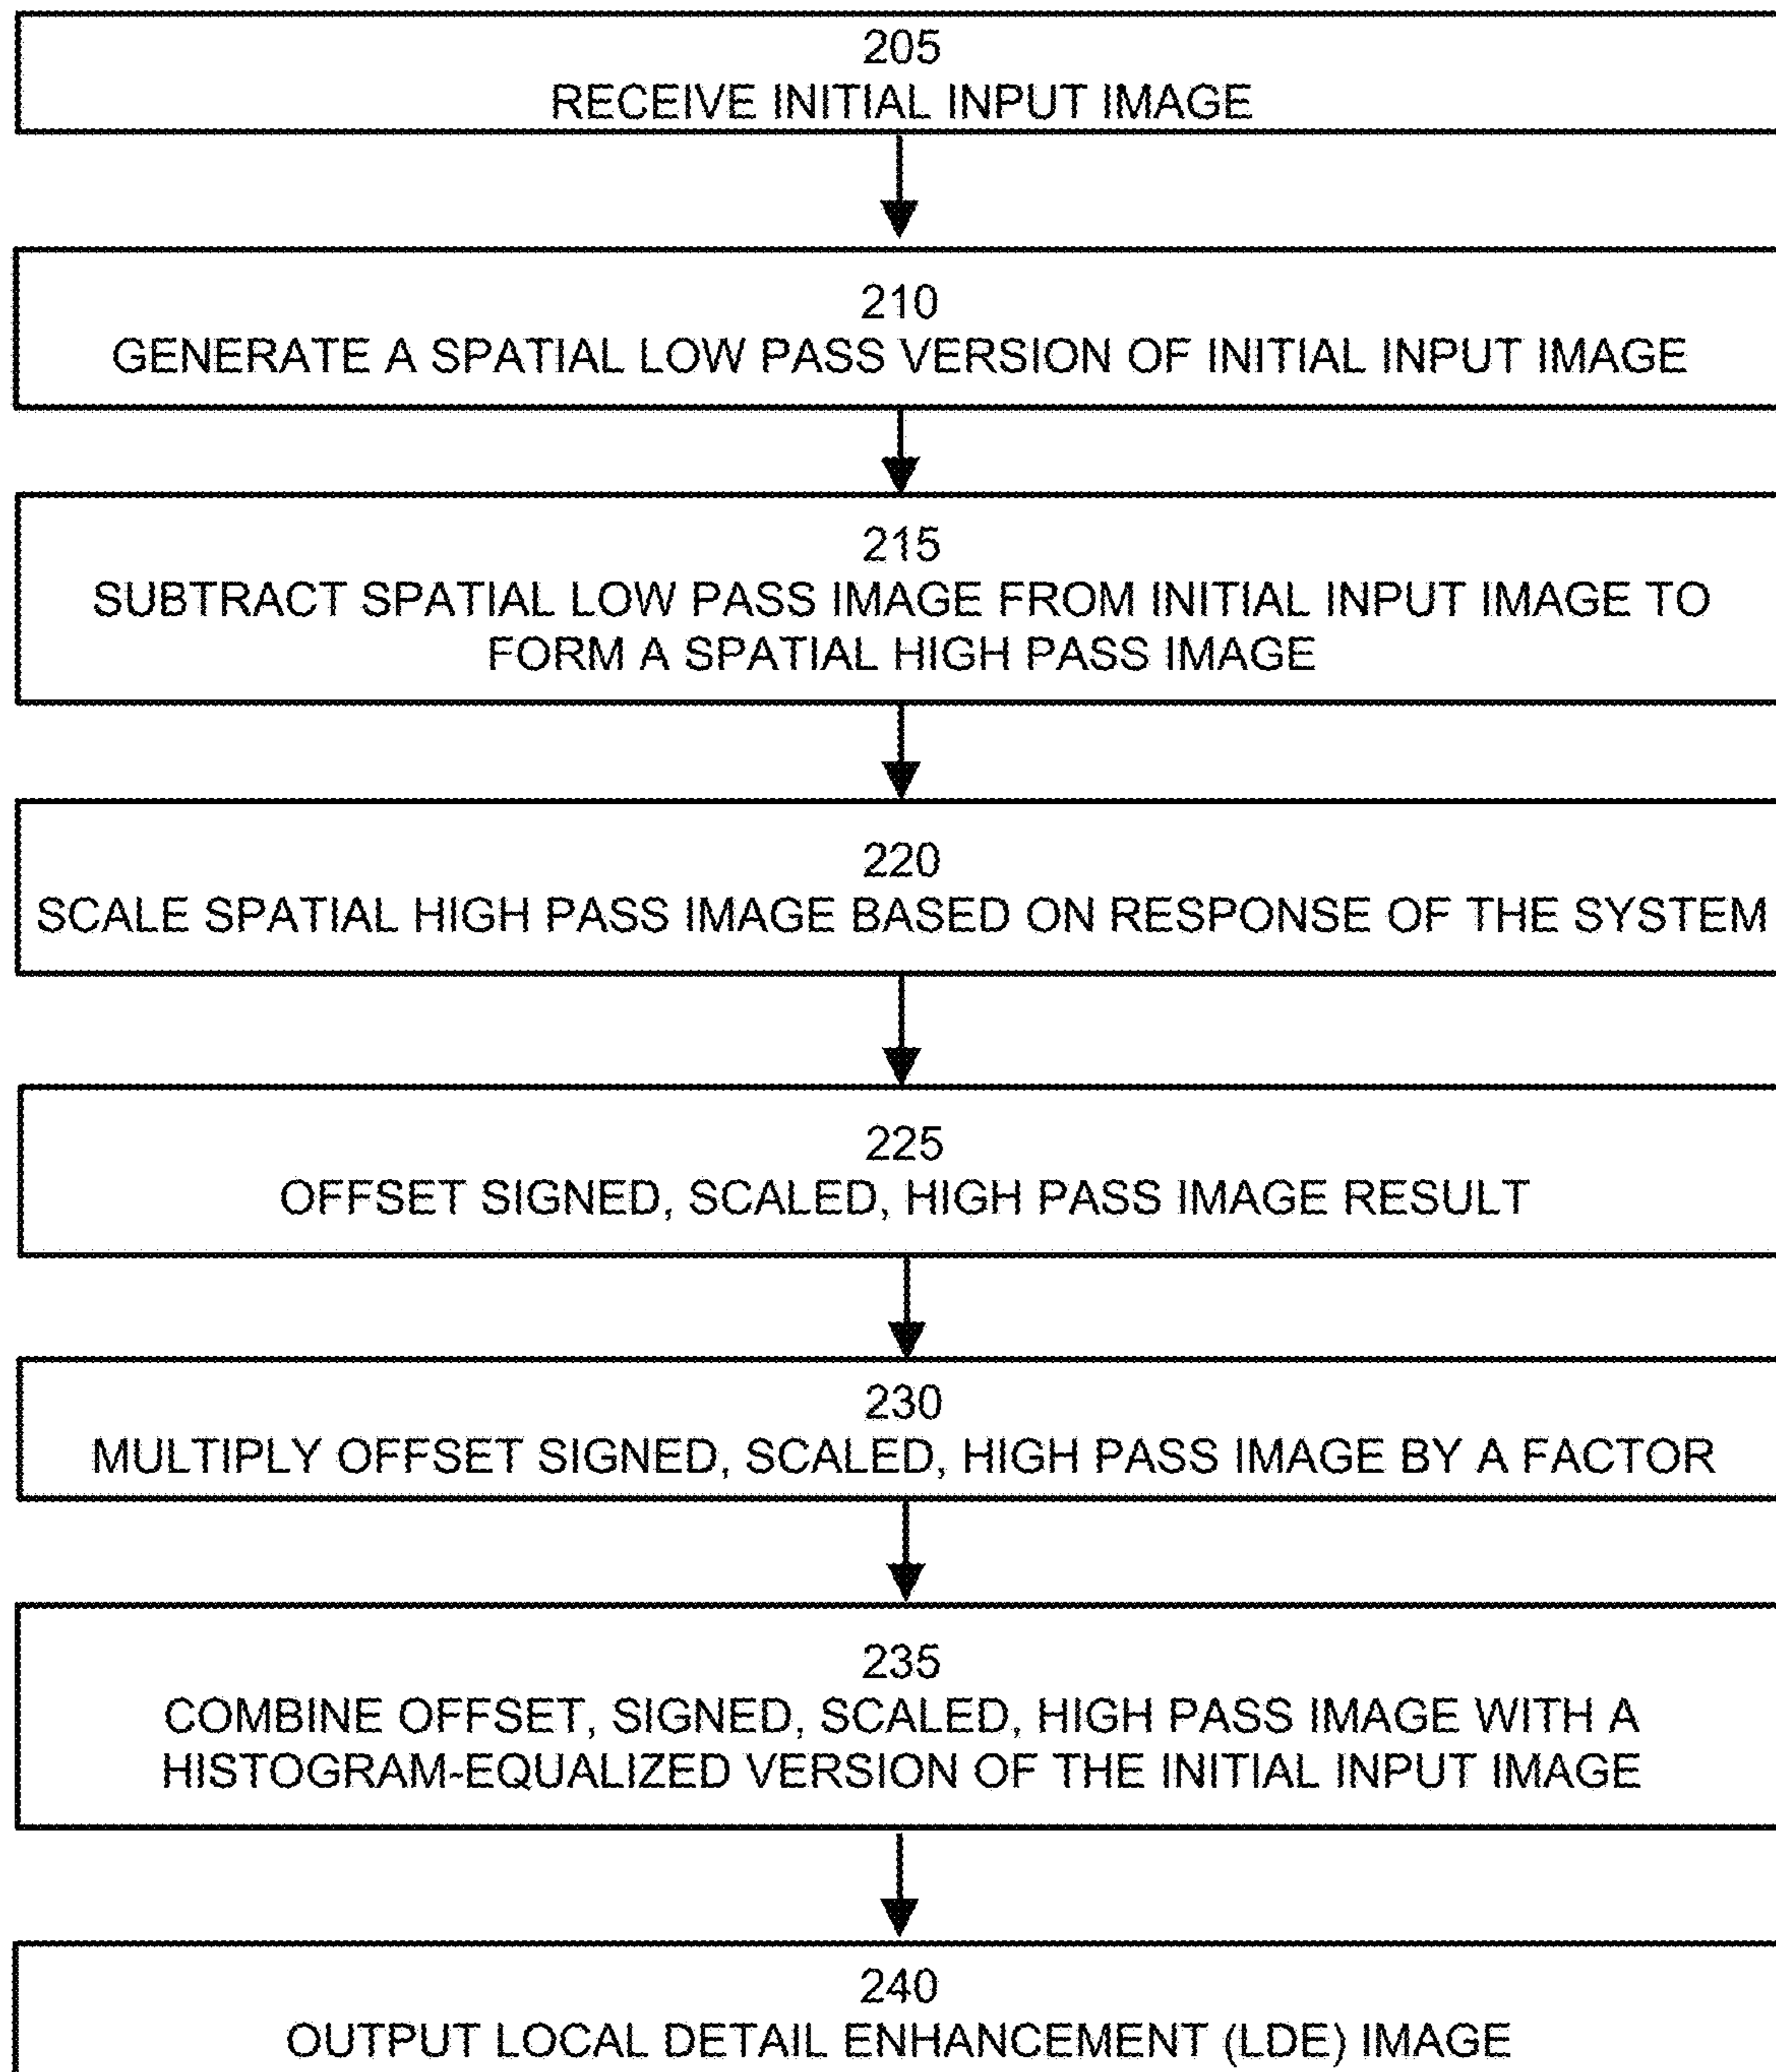 205
RECEIVE INITIAL INPUT IMAGE
210
GENERATE A SPATIAL LOW PASS VERSION OF INITIAL INPUT IMAGE
215
SUBTRACT SPATIAL LOW PASS IMAGE FROM INITIAL INPUT IMAGE TO
FORM A SPATIAL HIGH PASS IMAGE
220
SCALE SPATIAL HIGH PASS IMAGE BASED ON RESPONSE OF THE SYSTEM
225
OFFSET SIGNED, SCALED, HIGH PASS IMAGE RESULT
230
MULTIPLY OFFSET SIGNED, SCALED, HIGH PASS IMAGE BY A FACTOR
235
COMBINE OFFSET, SIGNED, SCALED, HIGH PASS IMAGE WITH A
HISTOGRAM-EQUALIZED VERSION OF THE INITIAL INPUT IMAGE
240
OUTPUT LOCAL DETAIL ENHANCEMENT (LDE) IMAGE